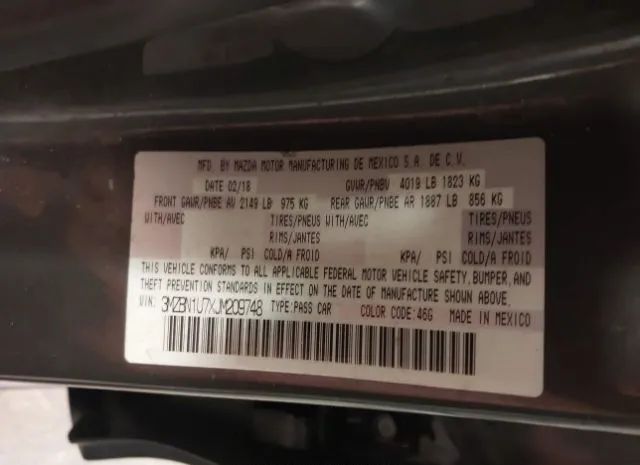 MFD. BY MAZDA MOTOR MANUFACTURING DE MEXICO S.A. DE C.V.
DATE 02/18 GVWR/PNBV 4019 LB 1823 KG
FRONT GAWR/PNBE AV 2149 LB 975 KG REAR GAWR/PNBE AR 1887 LB 856 KG
WITH/AVEC TIRES/PNEUS WITH/AVEC TIRES/PNEUS
RIMS/JANTES RIMS/JANTES
KPA/ PSI COLD/A FROID KPA/ PSI COLD/A FROID
THIS VEHICLE CONFORMS TO ALL APPLICABLE FEDERAL MOTOR VEHICLE SAFETY, BUMPER, AND
THEFT PREVENTION STANDARDS IN EFFECT ON THE DATE OF MANUFACTURE SHOWN ABOVE.
VIN: 3MZBN1U7XJM209748 TYPE:PASS CAR COLOR CODE:46G MADE IN MEXICO